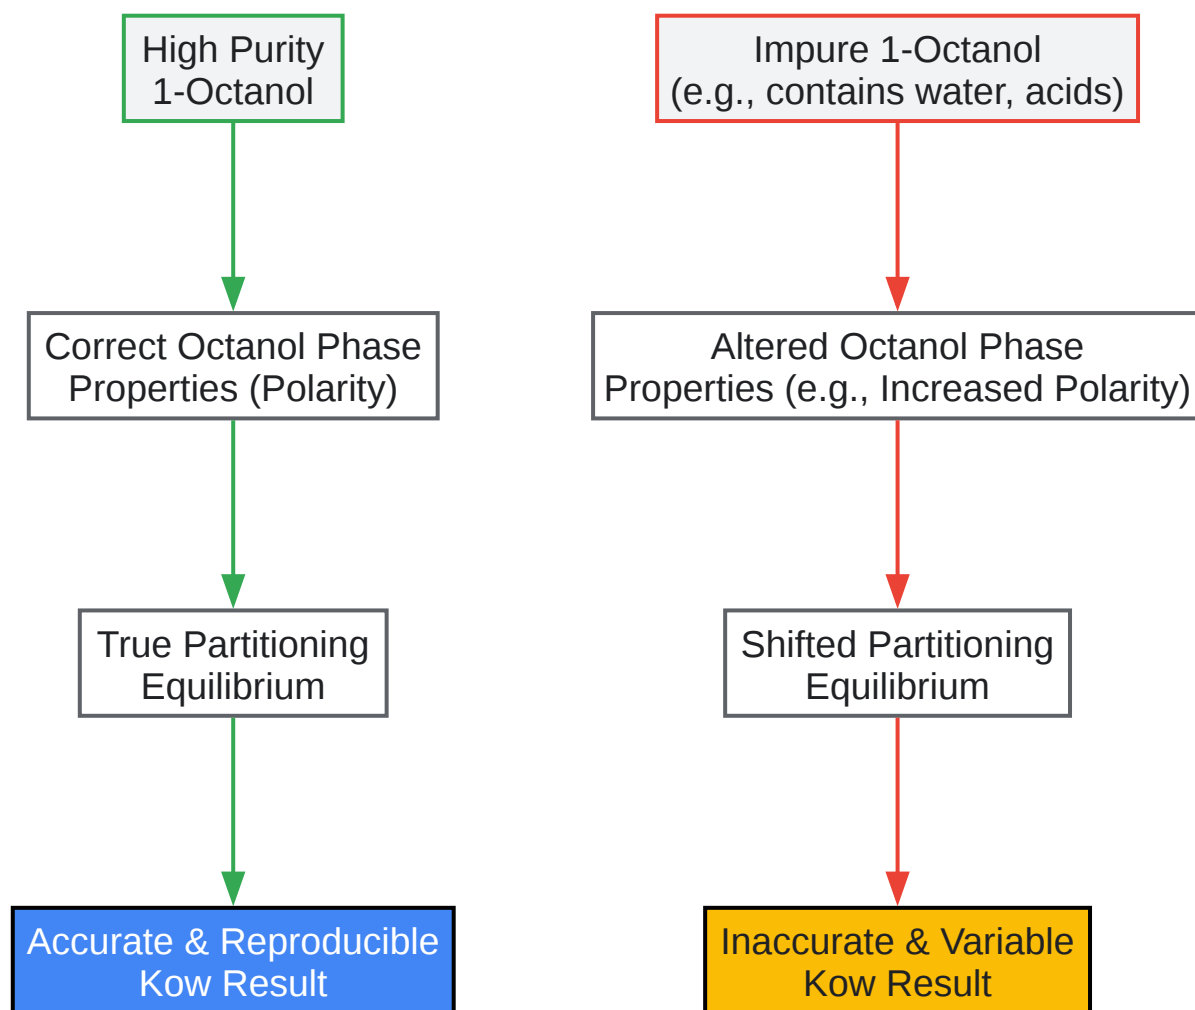 High Purity
1-Octanol
Impure 1-Octanol
(e.g., contains water, acids)
Correct Octanol Phase
Properties (Polarity)
Altered Octanol Phase
Properties (e.g., Increased Polarity)
True Partitioning
Equilibrium
Shifted Partitioning
Equilibrium
Accurate & Reproducible
Kow Result
Inaccurate & Variable
Kow Result